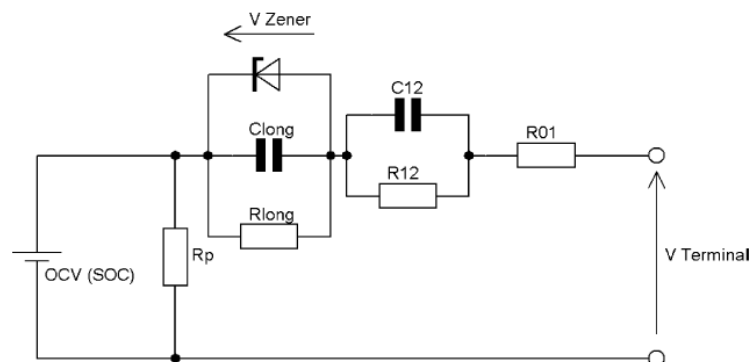 V Zener
C12
Clong
R01
R12
Rlong
Rp
OCV (SOC)
V Terminal